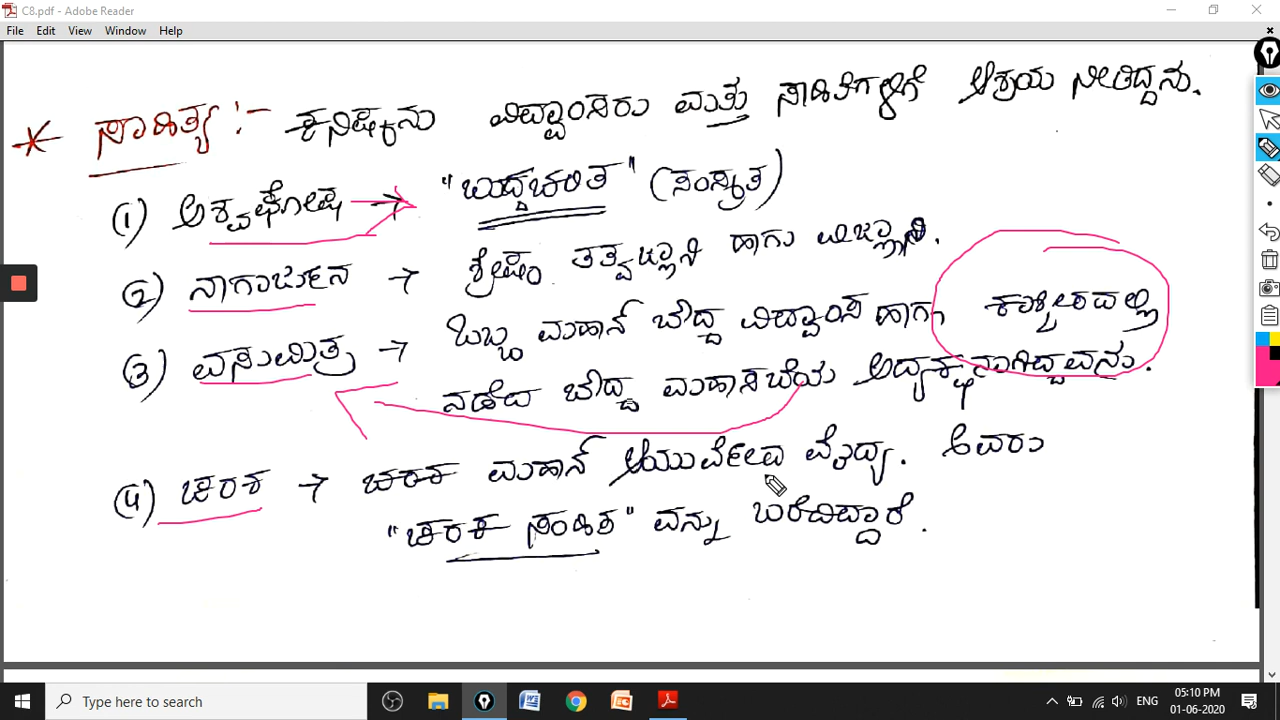 C8.pdf - Adobe Reader
File Edit View Window Help
* ಸಾಹಿತ್ಯ :- ಕನಿಷ್ಕನು ವಿದ್ವಾಂಸರು ಮತ್ತು ಸಾಹಿತಿಗಳಿಗೆ ಆಶ್ರಯ ನೀಡಿದ್ದನು.
(1) ಅಶ್ವಘೋಷ → "ಬುದ್ಧಚರಿತ" (ಸಂಸ್ಕೃತ)
(2) ನಾಗಾರ್ಜುನ → ಶ್ರೇಷ್ಠ ತತ್ವಜ್ಞಾನಿ ಹಾಗು ವಿಜ್ಞಾನಿ.
(3) ವಸುಮಿತ್ರ → ಒಬ್ಬ ಮಹಾನ್ ಬೌದ್ಧ ವಿದ್ವಾಂಸ ಹಾಗು ಕಾಶ್ಮೀರದಲ್ಲಿ
ನಡೆದ ಬೌದ್ಧ ಮಹಾಸಭೆಯ ಅಧ್ಯಕ್ಷನಾಗಿದ್ದವನು.
(4) ಚರಕ → ಚರಕ ಮಹಾನ್ ಆಯುರ್ವೇದ ವೈದ್ಯ. ಅವರು
"ಚರಕ ಸಂಹಿತ" ವನ್ನು ಬರೆದಿದ್ದಾರೆ.
Type here to search
ENG
05:10 PM
01-06-2020